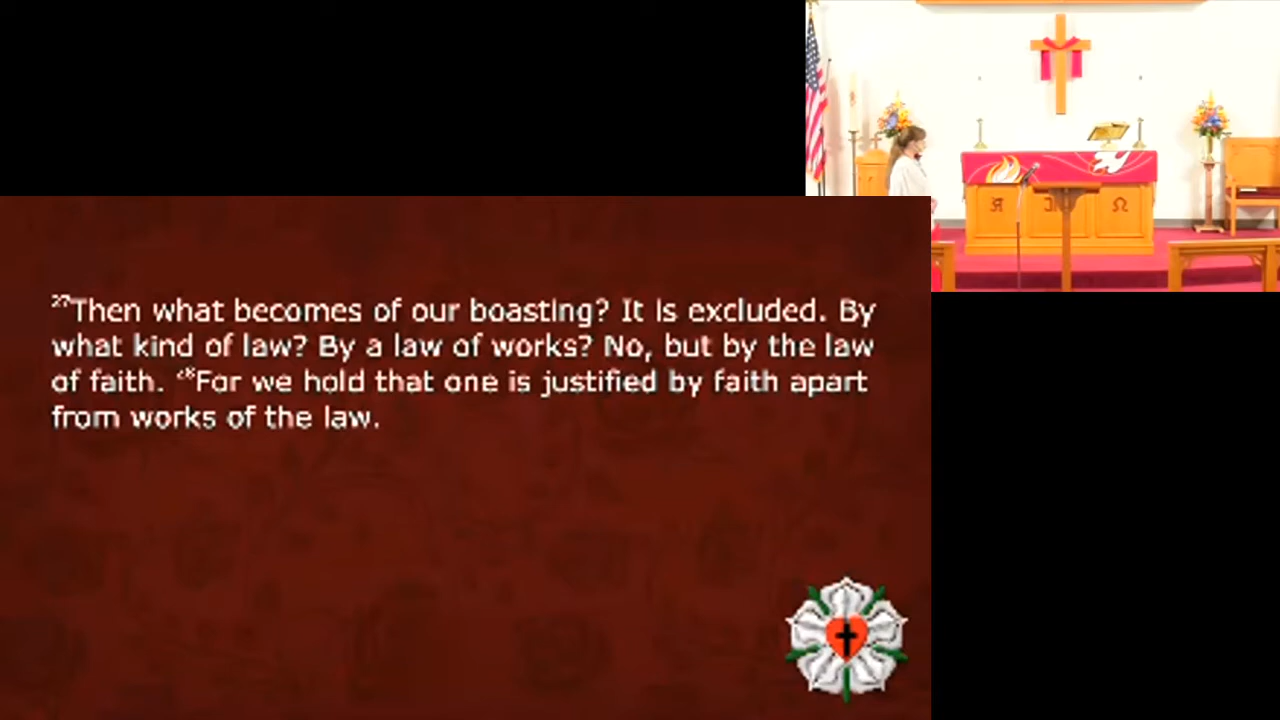 ²⁷Then what becomes of our boasting? It is excluded. By
what kind of law? By a law of works? No, but by the law
of faith. ²⁸For we hold that one is justified by faith apart
from works of the law.
Ω